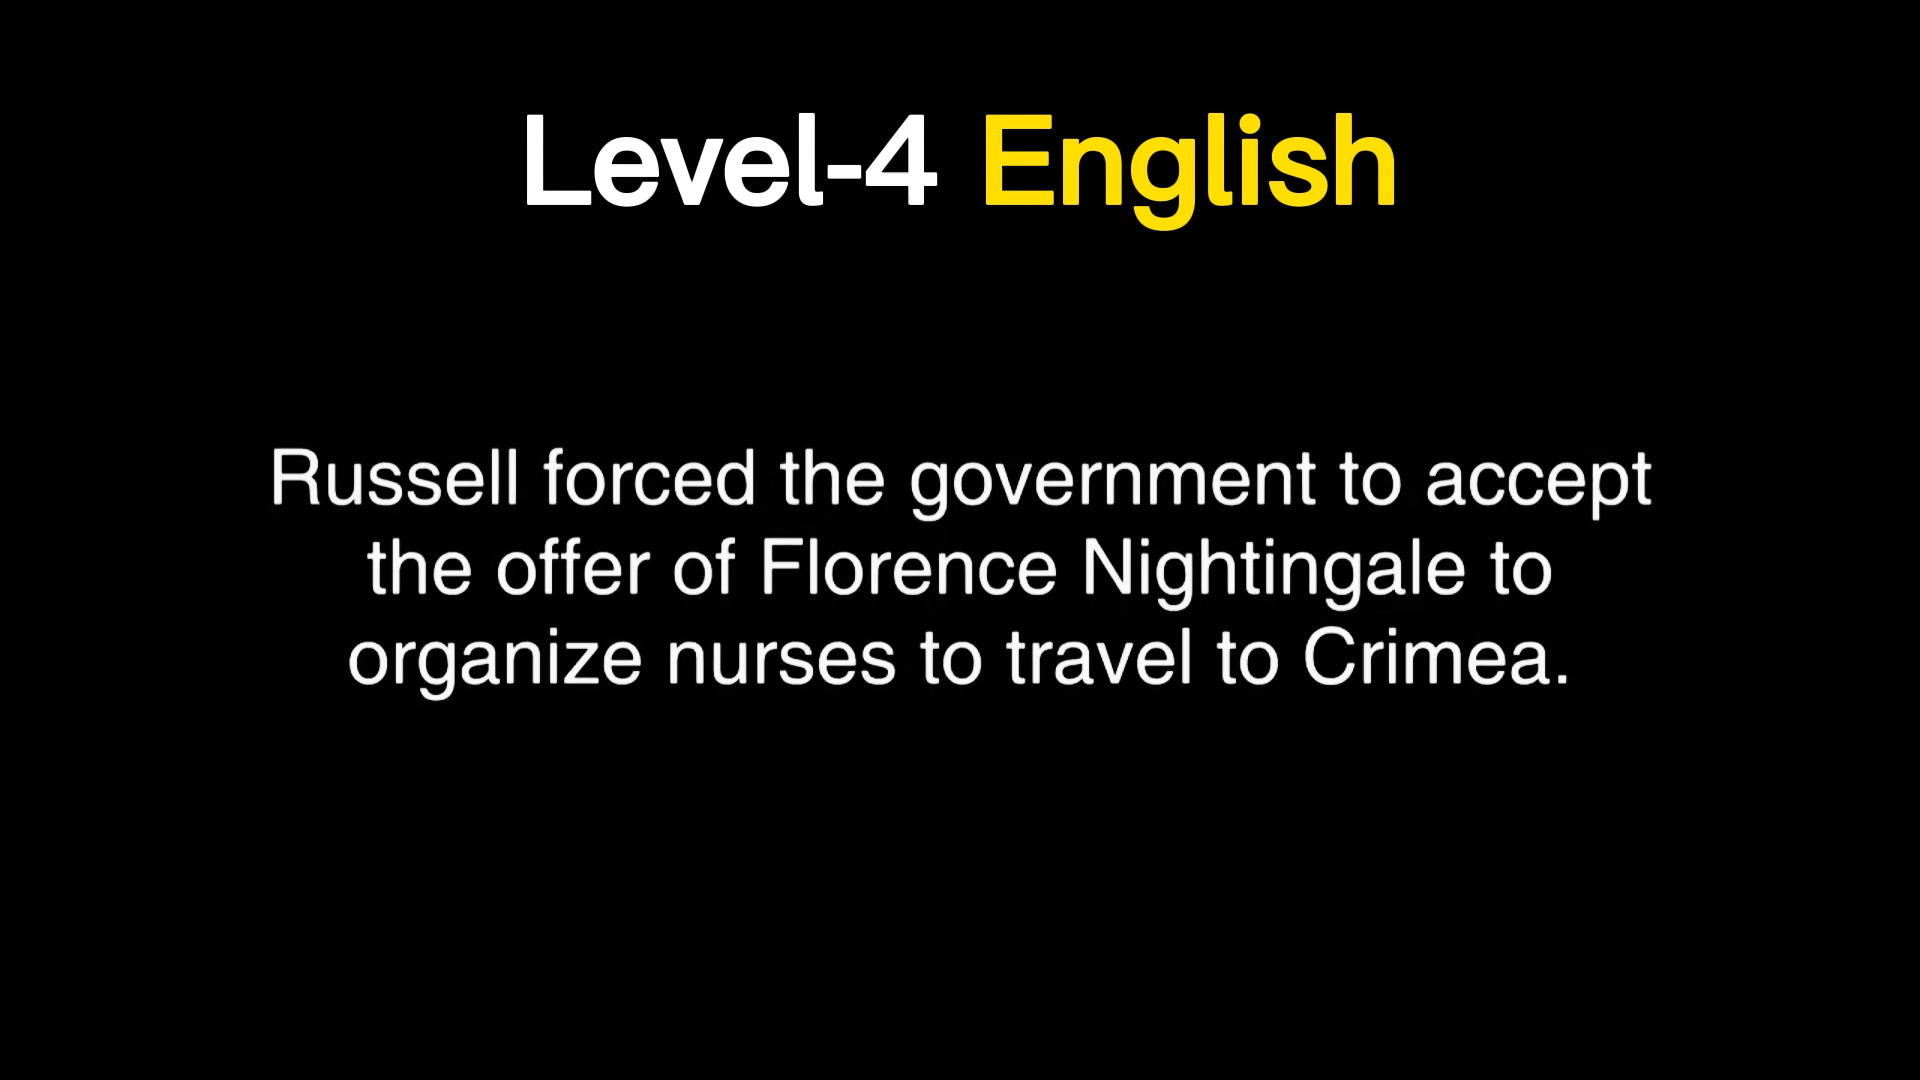 Level-4 English
Russell forced the government to accept
the offer of Florence Nightingale to
organize nurses to travel to Crimea.